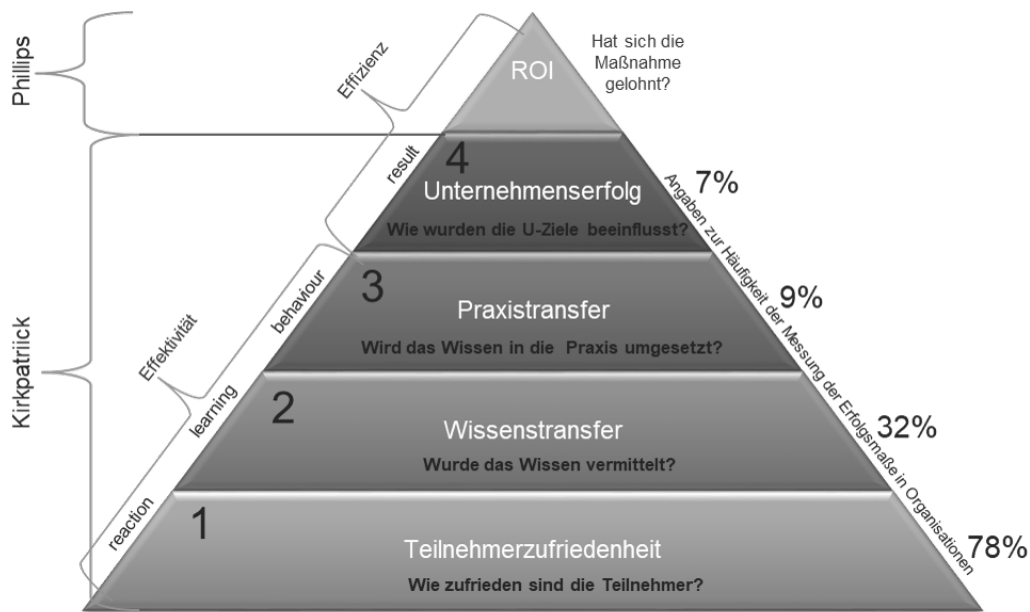 Phillips
Kirkpatriick
Effizienz
Effektivität
result
behaviour
learning
reaction
ROI
Hat sich die
Maßnahme
gelohnt?
4
Unternehmenserfolg
Wie wurden die U-Ziele beeinflusst?
7%
3
Praxistransfer
Wird das Wissen in die Praxis umgesetzt?
9%
2
Wissenstransfer
Wurde das Wissen vermittelt?
32%
1
Teilnehmerzufriedenheit
Wie zufrieden sind die Teilnehmer?
78%
Angaben zur Häufigkeit der Messung der Erfolgsmaße in Organisationen